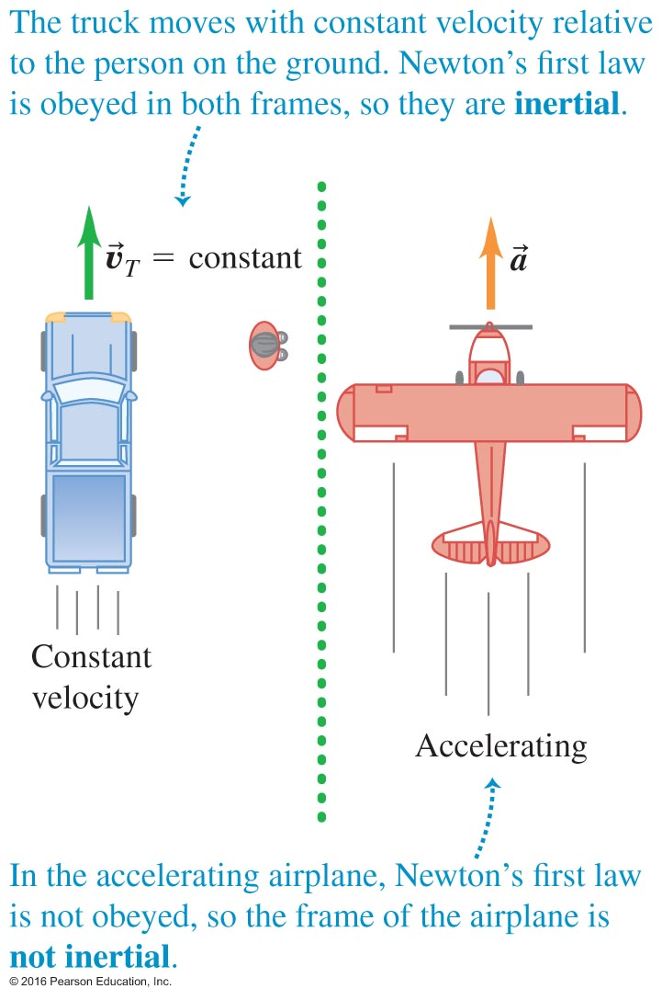 The truck moves with constant velocity relative
to the person on the ground. Newton’s first law
is obeyed in both frames, so they are inertial.
v⃗T = constant
a⃗
Constant
velocity
Accelerating
In the accelerating airplane, Newton’s first law
is not obeyed, so the frame of the airplane is
not inertial.
© 2016 Pearson Education, Inc.